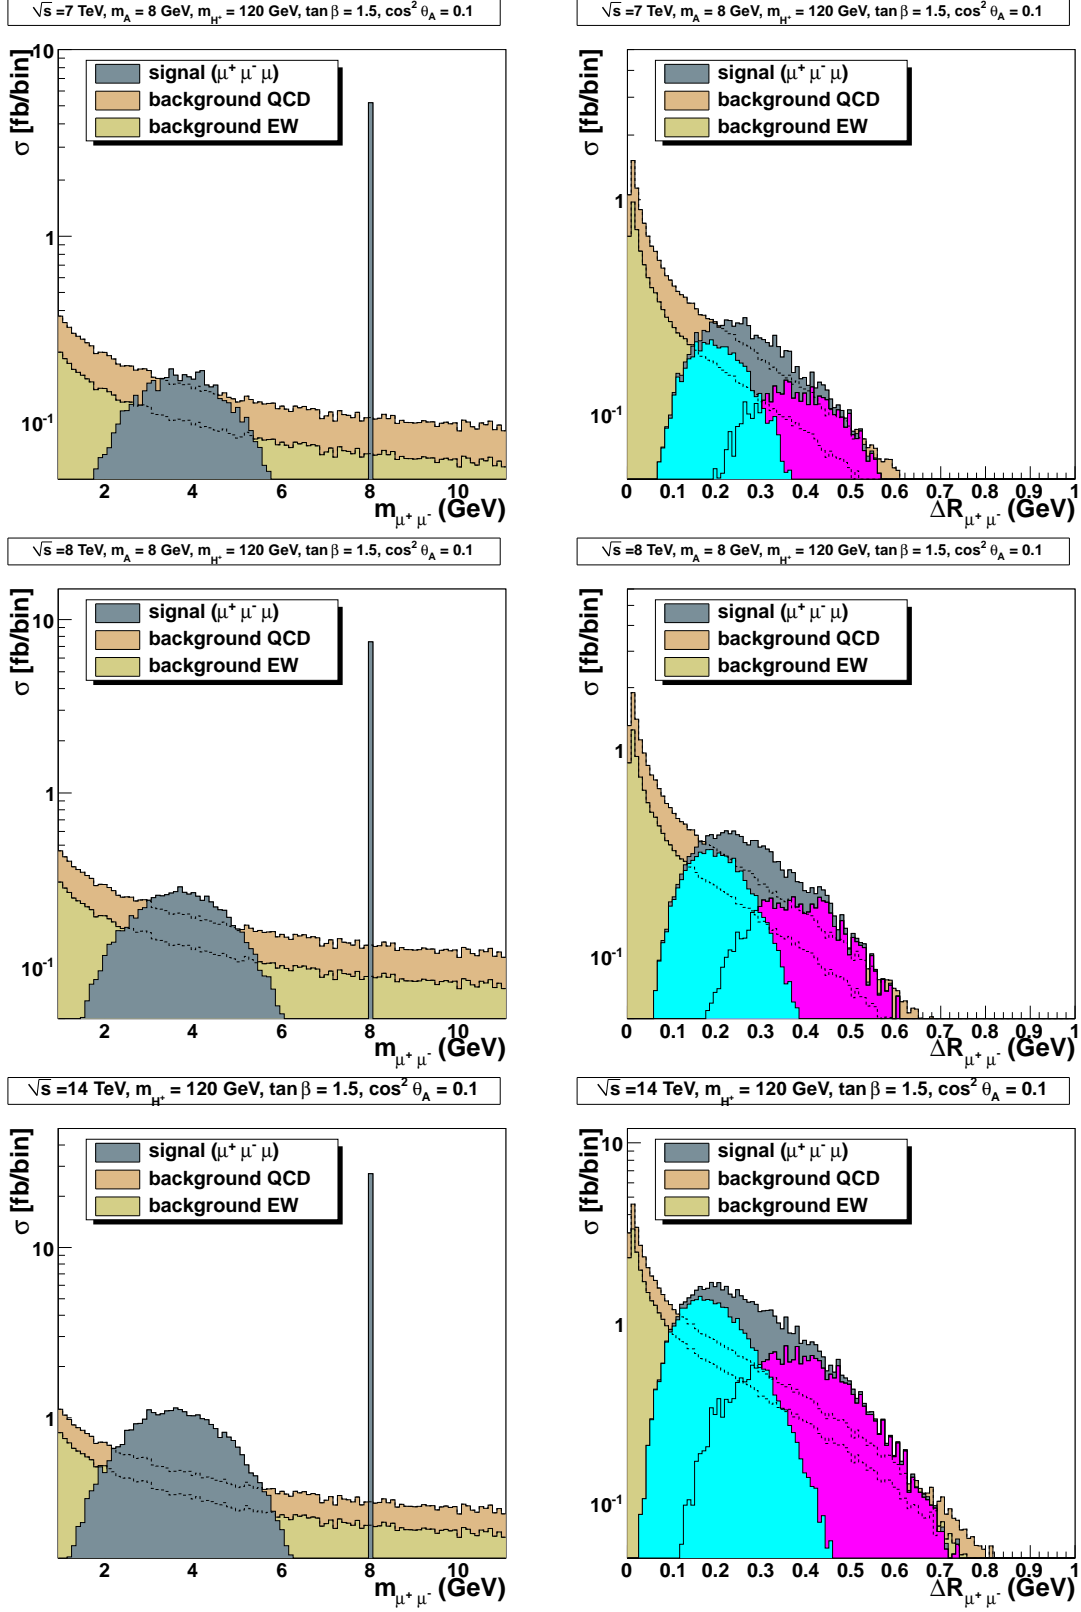 √s =7 TeV, m_A = 8 GeV, m_H⁺ = 120 GeV, tan β = 1.5, cos² θ_A = 0.1
σ [fb/bin]
10
1
10⁻¹
signal (μ⁺ μ⁻ μ)
background QCD
background EW
2 4 6 8 10
m_μ⁺ μ⁻ (GeV)
√s =7 TeV, m_A = 8 GeV, m_H⁺ = 120 GeV, tan β = 1.5, cos² θ_A = 0.1
σ [fb/bin]
1
10⁻¹
signal (μ⁺ μ⁻ μ)
background QCD
background EW
0 0.1 0.2 0.3 0.4 0.5 0.6 0.7 0.8 0.9 1
ΔR_μ⁺ μ⁻ (GeV)
√s =8 TeV, m_A = 8 GeV, m_H⁺ = 120 GeV, tan β = 1.5, cos² θ_A = 0.1
σ [fb/bin]
10
1
10⁻¹
signal (μ⁺ μ⁻ μ)
background QCD
background EW
2 4 6 8 10
m_μ⁺ μ⁻ (GeV)
√s =8 TeV, m_A = 8 GeV, m_H⁺ = 120 GeV, tan β = 1.5, cos² θ_A = 0.1
σ [fb/bin]
1
10⁻¹
signal (μ⁺ μ⁻ μ)
background QCD
background EW
0 0.1 0.2 0.3 0.4 0.5 0.6 0.7 0.8 0.9 1
ΔR_μ⁺ μ⁻ (GeV)
√s =14 TeV, m_H⁺ = 120 GeV, tan β = 1.5, cos² θ_A = 0.1
σ [fb/bin]
10
1
signal (μ⁺ μ⁻ μ)
background QCD
background EW
2 4 6 8 10
m_μ⁺ μ⁻ (GeV)
√s =14 TeV, m_H⁺ = 120 GeV, tan β = 1.5, cos² θ_A = 0.1
σ [fb/bin]
10
1
10⁻¹
signal (μ⁺ μ⁻ μ)
background QCD
background EW
0 0.1 0.2 0.3 0.4 0.5 0.6 0.7 0.8 0.9 1
ΔR_μ⁺ μ⁻ (GeV)